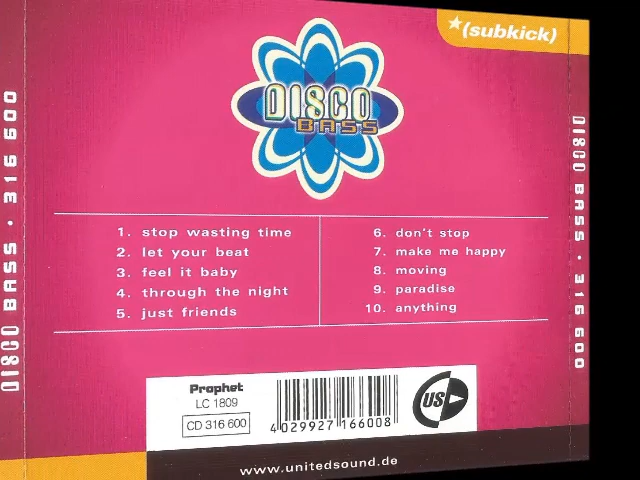 *(subkick)
DISCO
BASS
DISCO BASS · 316 600
1. stop wasting time
2. let your beat
3. feel it baby
4. through the night
5. just friends
6. don't stop
7. make me happy
8. moving
9. paradise
10. anything
DISCO BASS · 316 600
Prophet
LC 1809
CD 316 600
4 029927 166008
US
www.unitedsound.de